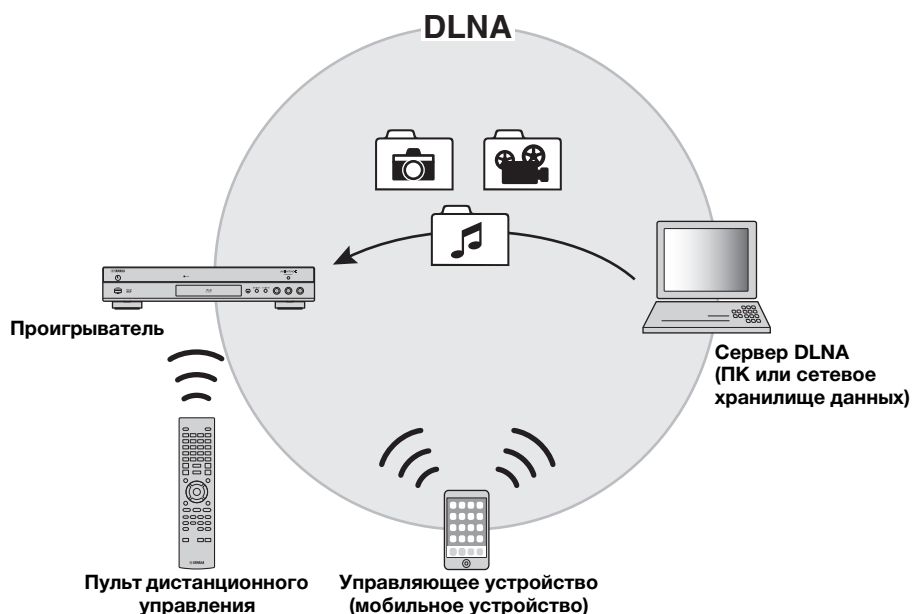 DLNA
Проигрыватель
Сервер DLNA
(ПК или сетевое
хранилище данных)
Пульт дистанционного
управления
Управляющее устройство
(мобильное устройство)